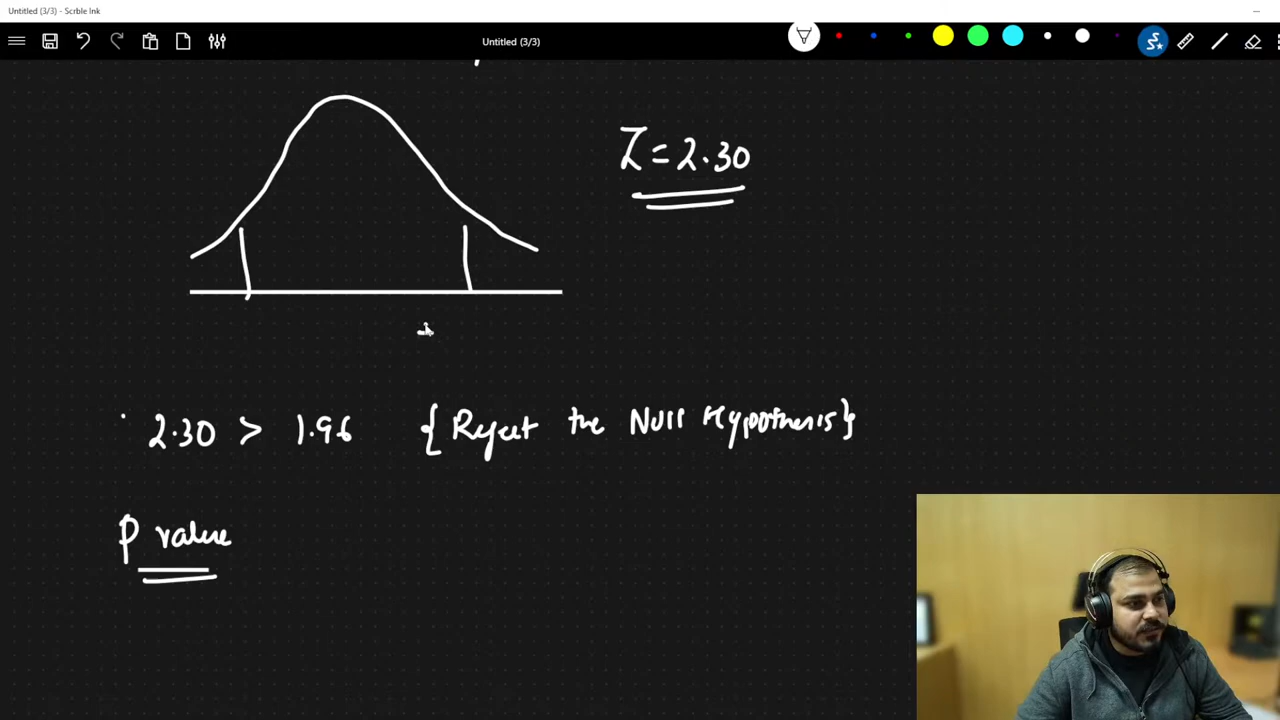 Untitled (3/3) - Scrble Ink
Untitled (3/3)
Z = 2.30
2.30 > 1.96 {Reject the Null Hypothesis}
P value